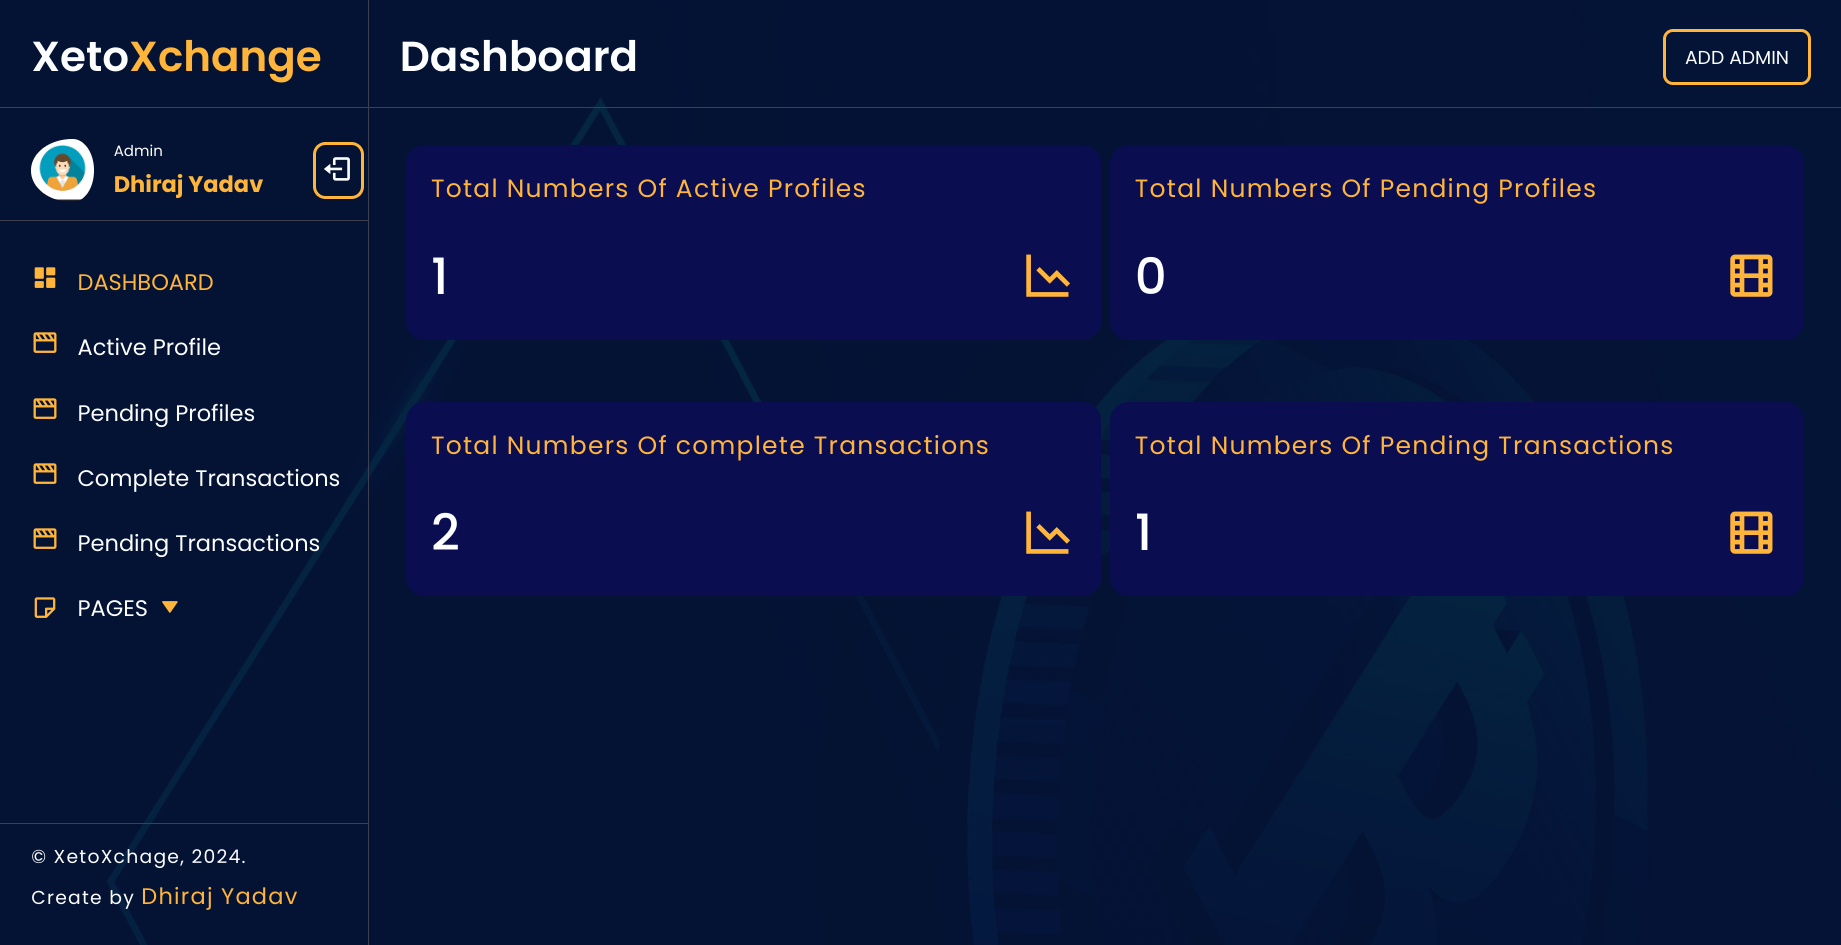 XetoXchange
Dashboard
ADD ADMIN
Admin
Dhiraj Yadav
DASHBOARD
Active Profile
Pending Profiles
Complete Transactions
Pending Transactions
PAGES
Total Numbers Of Active Profiles
1
Total Numbers Of Pending Profiles
0
Total Numbers Of complete Transactions
2
Total Numbers Of Pending Transactions
1
© XetoXchage, 2024.
Create by Dhiraj Yadav